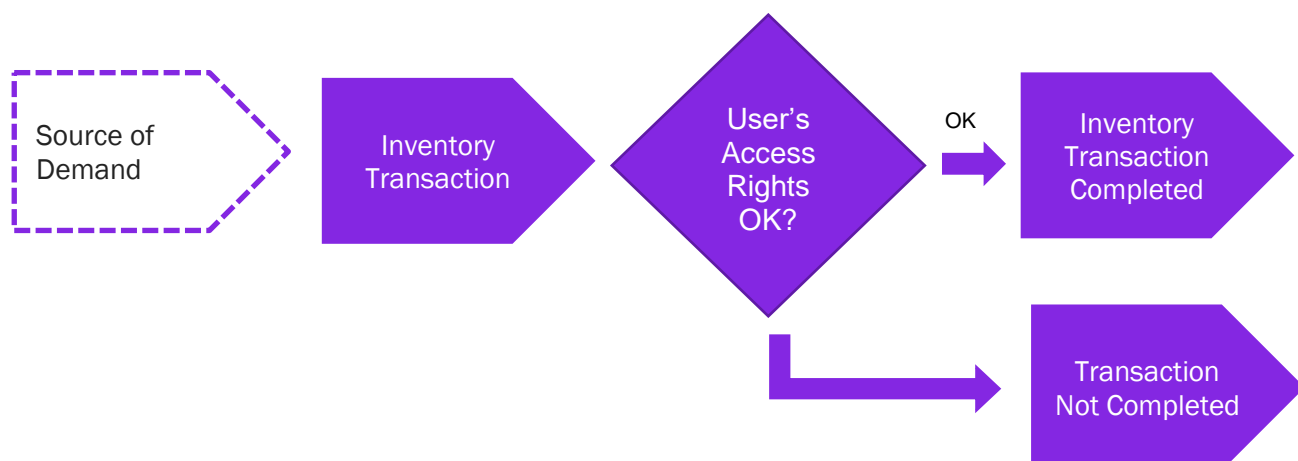 Source of
Demand
Inventory
Transaction
User's
Access
Rights
OK?
OK
Inventory
Transaction
Completed
Transaction
Not Completed